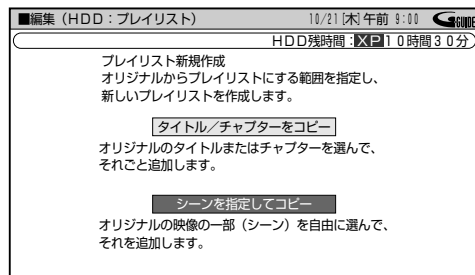 ■編集（HDD：プレイリスト） 10/21[木]午前 9:00 G-GUIDE
HDD残時間：XP10時間30分
プレイリスト新規作成
オリジナルからプレイリストにする範囲を指定し、
新しいプレイリストを作成します。
タイトル／チャプターをコピー
オリジナルのタイトルまたはチャプターを選んで、
それごと追加します。
シーンを指定してコピー
オリジナルの映像の一部（シーン）を自由に選んで、
それを追加します。